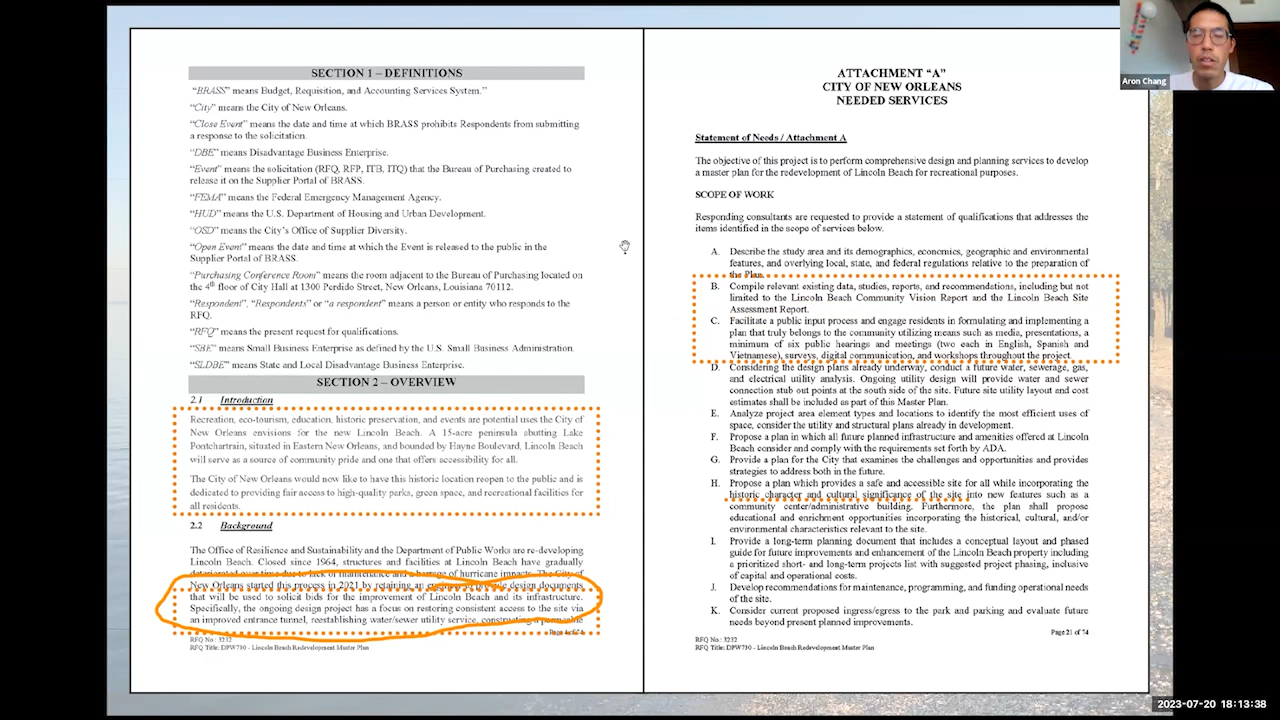 SECTION 1 – DEFINITIONS
"BRASS" means Budget, Requisition, and Accounting Services System."
"City" means the City of New Orleans.
"Close Event" means the date and time at which BRASS prohibits Respondents from submitting
a response to the solicitation.
"DBE" means Disadvantage Business Enterprise.
"Event" means the solicitation (RFQ, RFP, ITB, ITQ) that the Bureau of Purchasing created to
release it on the Supplier Portal of BRASS.
"FEMA" means the Federal Emergency Management Agency.
"HUD" means the U.S. Department of Housing and Urban Development.
"OSD" means the City's Office of Supplier Diversity.
"Open Event" means the date and time at which the Event is released to the public in the
Supplier Portal of BRASS.
"Purchasing Conference Room" means the room adjacent to the Bureau of Purchasing located on
the 4th floor of City Hall at 1300 Perdido Street, New Orleans, Louisiana 70112.
"Respondent", "Respondents" or "a respondent" means a person or entity who responds to the
RFQ.
"RFQ" means the present request for qualifications.
"SBE" means Small Business Enterprise as defined by the U.S. Small Business Administration.
"SLDBE" means State and Local Disadvantage Business Enterprise.
SECTION 2 – OVERVIEW
2.1 Introduction
Recreation, eco-tourism, education, historic preservation, and events are potential uses the City of
New Orleans envisions for the new Lincoln Beach. A 15-acre peninsula abutting Lake
Pontchartrain, situated in Eastern New Orleans, and bounded by Hayne Boulevard, Lincoln Beach
will serve as a source of community pride and one that offers accessibility for all.
The City of New Orleans would now like to have this historic location reopen to the public and is
dedicated to providing fair access to high-quality parks, green space, and recreational facilities for
all residents.
2.2 Background
The Office of Resilience and Sustainability and the Department of Public Works are re-developing
Lincoln Beach. Closed since 1964, structures and facilities at Lincoln Beach have gradually
deteriorated over time due to lack of maintenance and a barrage of hurricane impacts. The City of
New Orleans started this process in 2021 by design documents
that will be used to solicit bids for the improvement of Lincoln Beach and its infrastructure.
Specifically, the ongoing design project has a focus on restoring consistent access to the site via
an improved entrance tunnel, reestablishing water/sewer utility service, constructing a
RFQ No.: 3232
RFQ Title: DPW730 - Lincoln Beach Redevelopment Master Plan
ATTACHMENT "A"
CITY OF NEW ORLEANS
NEEDED SERVICES
Statement of Needs / Attachment A
The objective of this project is to perform comprehensive design and planning services to develop
a master plan for the redevelopment of Lincoln Beach for recreational purposes.
SCOPE OF WORK
Responding consultants are requested to provide a statement of qualifications that addresses the
items identified in the scope of services below.
A. Describe the study area and its demographics, economics, geographic and environmental
features, and overlying local, state, and federal regulations relative to the preparation of
the Plan.
B. Compile relevant existing data, studies, reports, and recommendations, including but not
limited to the Lincoln Beach Community Vision Report and the Lincoln Beach Site
Assessment Report.
C. Facilitate a public input process and engage residents in formulating and implementing a
plan that truly belongs to the community utilizing means such as media, presentations, a
minimum of six public hearings and meetings (two each in English, Spanish and
Vietnamese), surveys, digital communication, and workshops throughout the project.
D. Considering the design plans already underway, conduct a future water, sewerage, gas,
and electrical utility analysis. Ongoing utility design will provide water and sewer
connection stub out points at the south side of the site. Future site utility layout and cost
estimates shall be included as part of this Master Plan.
E. Analyze project area element types and locations to identify the most efficient uses of
space, consider the utility and structural plans already in development.
F. Propose a plan in which all future planned infrastructure and amenities offered at Lincoln
Beach consider and comply with the requirements set forth by ADA.
G. Provide a plan for the City that examines the challenges and opportunities and provides
strategies to address both in the future.
H. Propose a plan which provides a safe and accessible site for all while incorporating the
historic character and cultural significance of the site into new features such as a
community center/administrative building. Furthermore, the plan shall propose
educational and enrichment opportunities incorporating the historical, cultural, and/or
environmental characteristics relevant to the site.
I. Provide a long-term planning document that includes a conceptual layout and phased
guide for future improvements and enhancement of the Lincoln Beach property including
a prioritized short- and long-term projects list with suggested project phasing, inclusive
of capital and operational costs.
J. Develop recommendations for maintenance, programming, and funding operational needs
of the site.
K. Consider current proposed ingress/egress to the park and parking and evaluate future
needs beyond present planned improvements.
Page 21 of 74
RFQ No.: 3232
RFQ Title: DPW730 - Lincoln Beach Redevelopment Master Plan
Aron Chang
2023-07-20 18:13:38